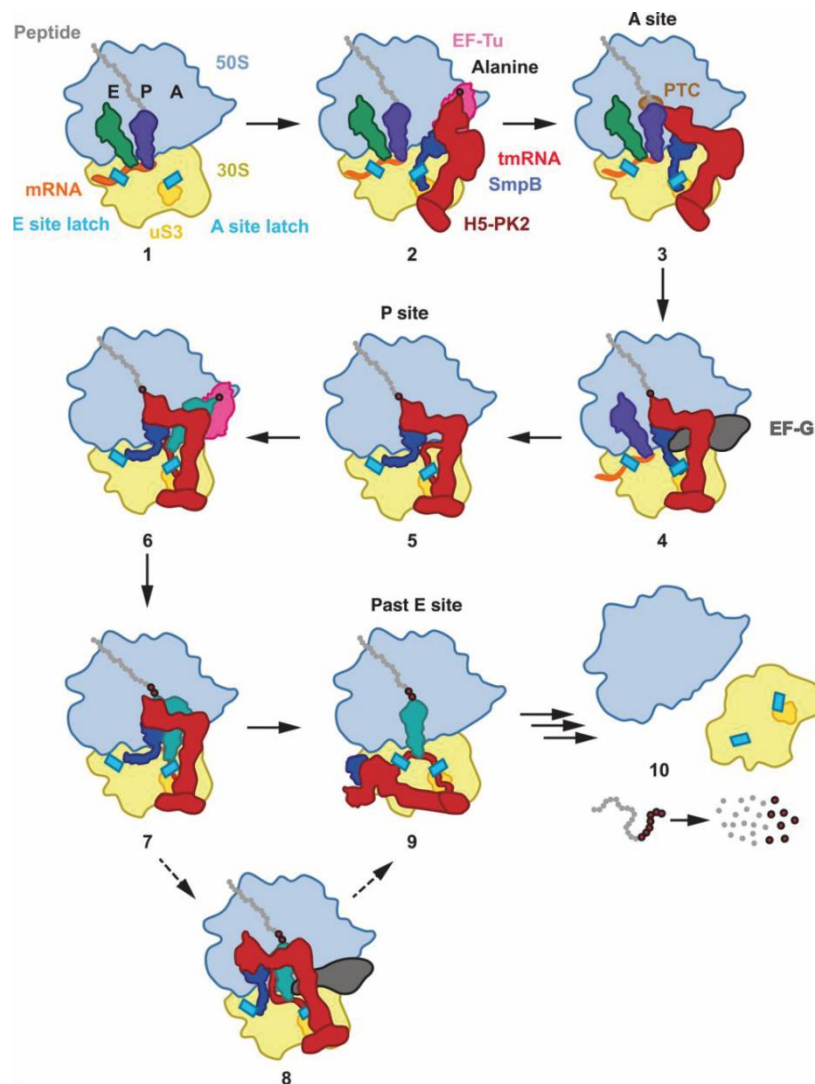 Peptide
50S
E P A
mRNA
30S
E site latch
uS3
A site latch
1
EF-Tu
Alanine
tmRNA
SmpB
H5-PK2
2
A site
PTC
3
6
P site
5
EF-G
4
7
Past E site
9
10
8